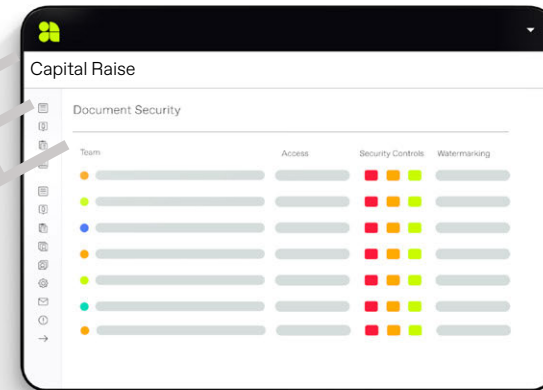 Capital Raise
Document Security
Team Access Security Controls Watermarking